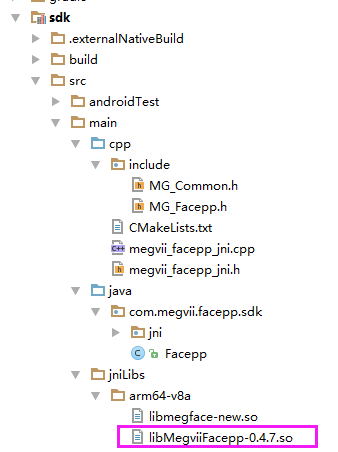 sdk
.externalNativeBuild
build
src
androidTest
main
cpp
include
MG_Common.h
MG_Facepp.h
CMakeLists.txt
megvii_facepp_jni.cpp
megvii_facepp_jni.h
java
com.megvii.facepp.sdk
jni
Facepp
jniLibs
arm64-v8a
libmegface-new.so
libMegviiFacepp-0.4.7.so